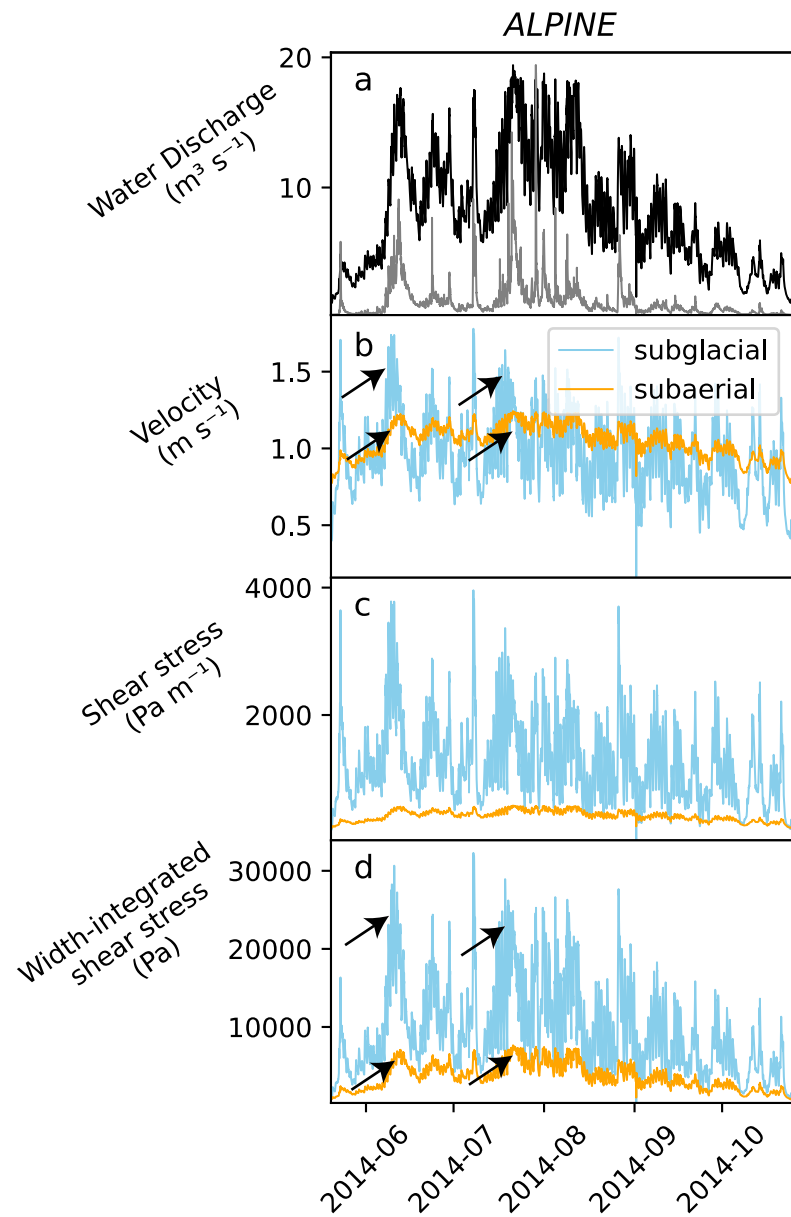 ALPINE
a
Water Discharge
(m³ s⁻¹)
20
10
b
Velocity
(m s⁻¹)
1.5
1.0
0.5
subglacial
subaerial
c
Shear stress
(Pa m⁻¹)
4000
2000
d
Width-integrated
shear stress
(Pa)
30000
20000
10000
2014-06
2014-07
2014-08
2014-09
2014-10